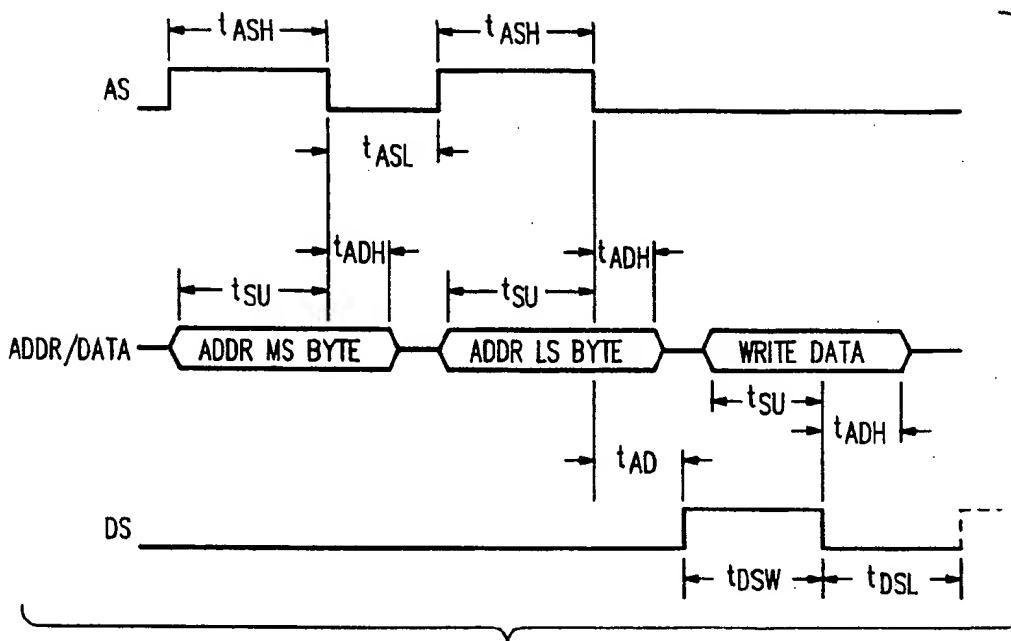 tASH tASH
AS
tASL
tADH tADH
tSU tSU
ADDR/DATA ADDR MS BYTE ADDR LS BYTE WRITE DATA
tSU
tADH
tAD
DS
tDSW tDSL